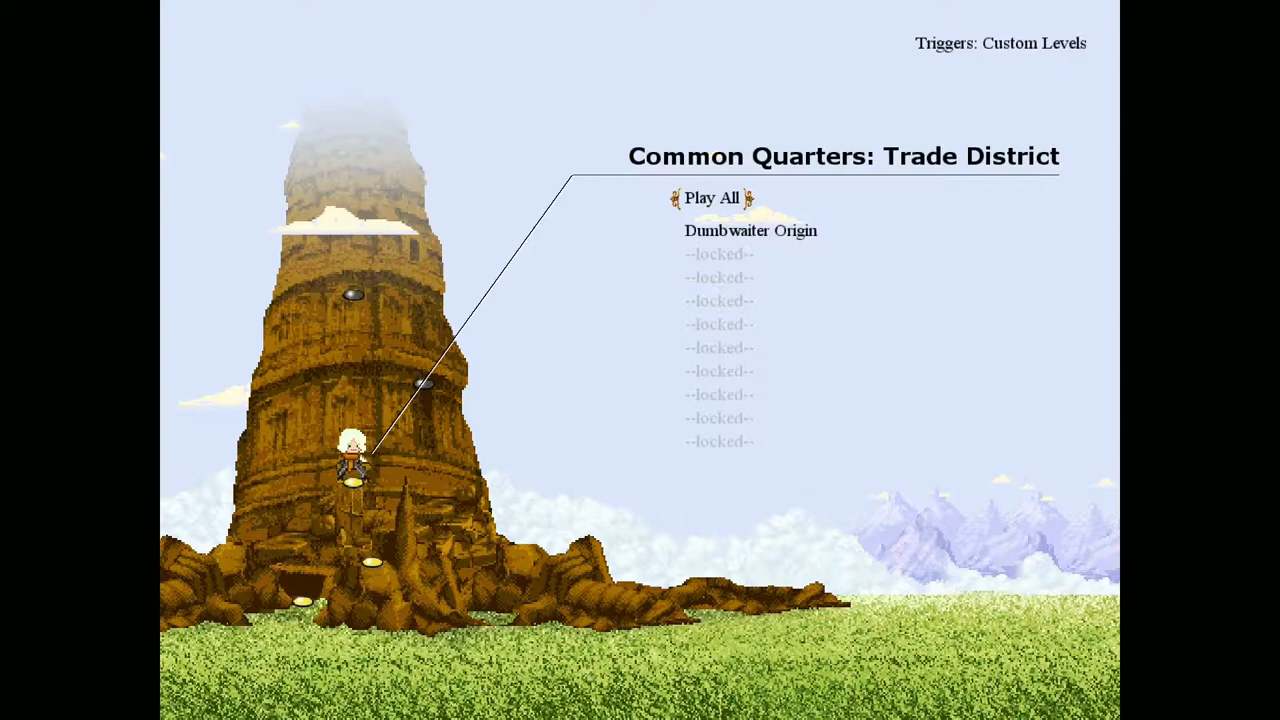 Triggers: Custom Levels
Common Quarters: Trade District
Play All
Dumbwaiter Origin
--locked--
--locked--
--locked--
--locked--
--locked--
--locked--
--locked--
--locked--
--locked--